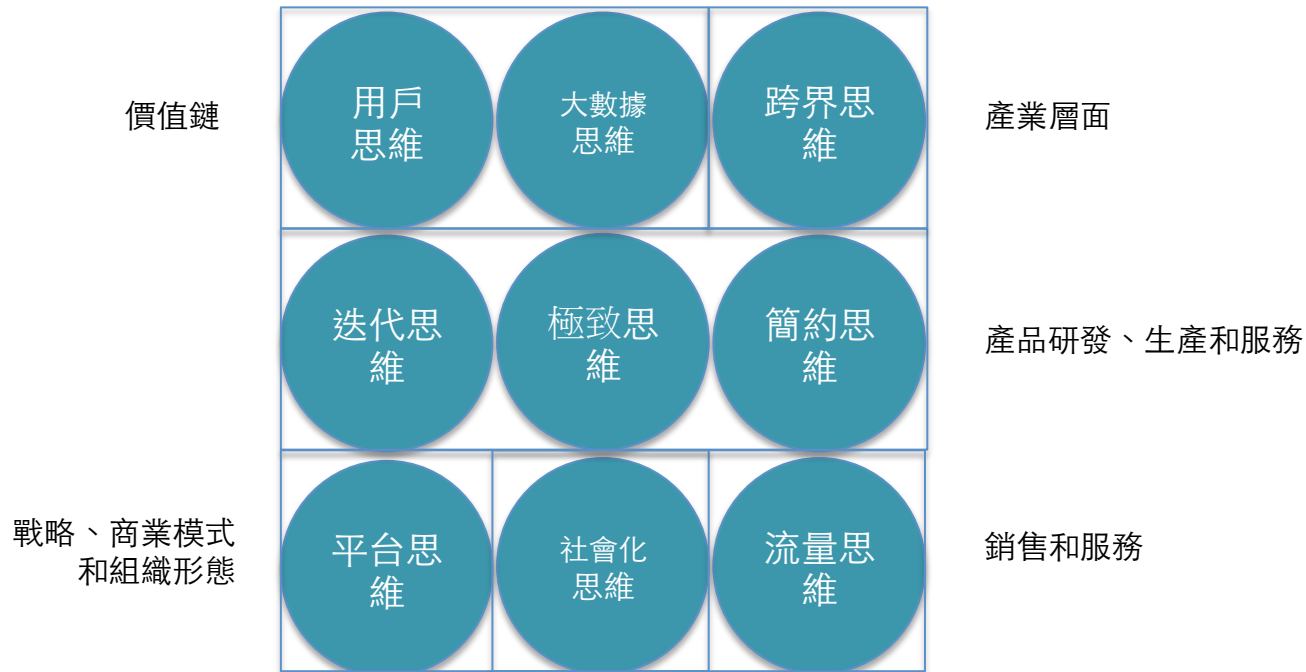 價值鏈
用戶
思維
大數據
思維
跨界思
維
產業層面
迭代思
維
極致思
維
簡約思
維
產品研發、生產和服務
戰略、商業模式
和組織形態
平台思
維
社會化
思維
流量思
維
銷售和服務